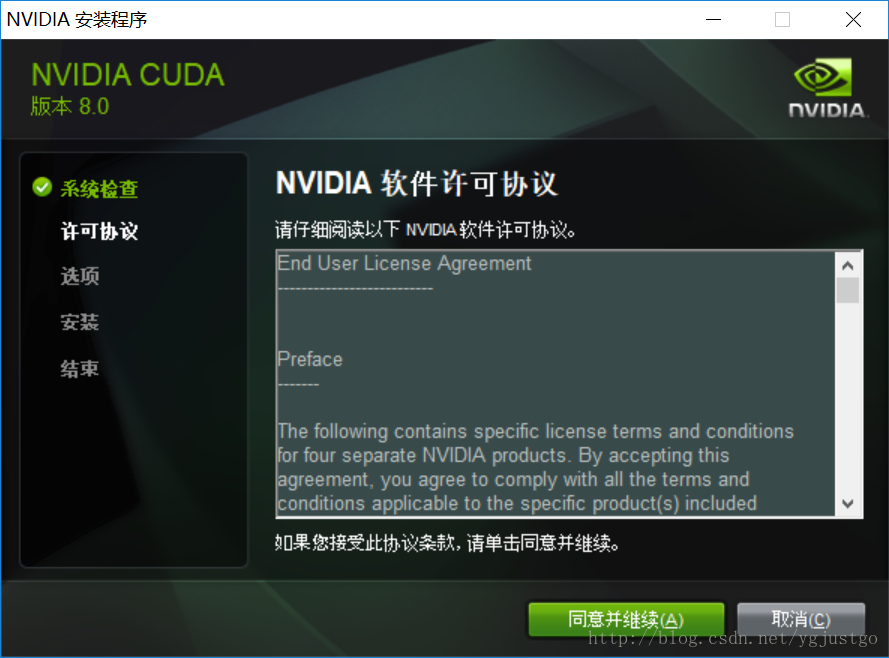 NVIDIA 安装程序
NVIDIA CUDA
版本 8.0
NVIDIA.
系统检查
许可协议
选项
安装
结束
NVIDIA 软件许可协议
请仔细阅读以下 NVIDIA 软件许可协议。
End User License Agreement
--------------------------
Preface
-------
The following contains specific license terms and conditions
for four separate NVIDIA products. By accepting this
agreement, you agree to comply with all the terms and
conditions applicable to the specific product(s) included
如果您接受此协议条款,请单击同意并继续。
同意并继续(A)
取消(C)
http://blog.csdn.net/ygjustgo